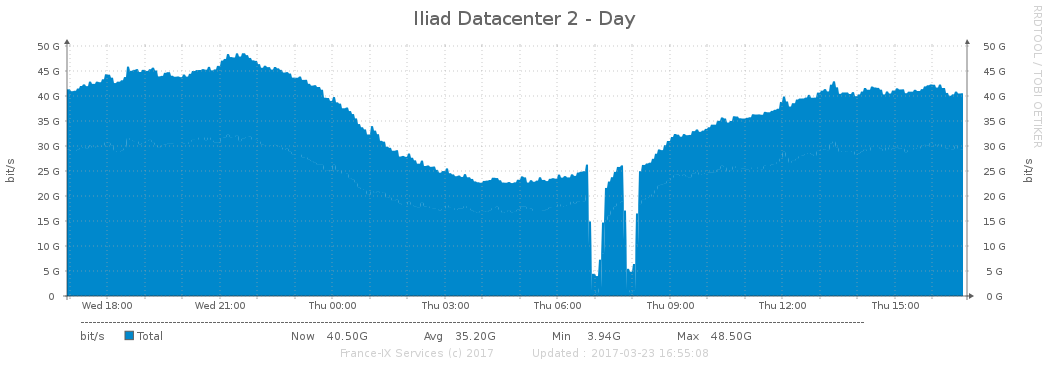 Iliad Datacenter 2 - Day
RRDTOOL / TOBI OETIKER
50 G 50 G
45 G 45 G
40 G 40 G
35 G 35 G
30 G 30 G
25 G 25 G
20 G 20 G
15 G 15 G
10 G 10 G
5 G 5 G
0 0 G
bit/s bit/s
Wed 18:00 Wed 21:00 Thu 00:00 Thu 03:00 Thu 06:00 Thu 09:00 Thu 12:00 Thu 15:00
bit/s Total Now 40.50G Avg 35.20G Min 3.94G Max 48.50G
France-IX Services (c) 2017 Updated : 2017-03-23 16:55:08